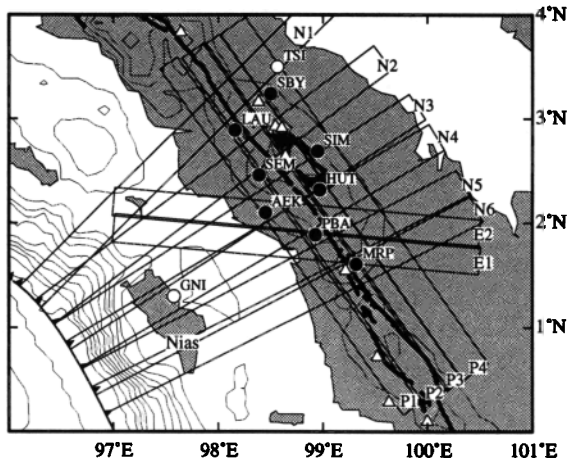 4°N
N1
TSI
SBY
N2
LAU
N3
SIM
N4
3°N
SEM
HUT
N5
AEK
N6
PBA
2°N
E2
MRP
E1
GNI
Nias
1°N
P4
P3
P1
P2
97°E
98°E
99°E
100°E
101°E